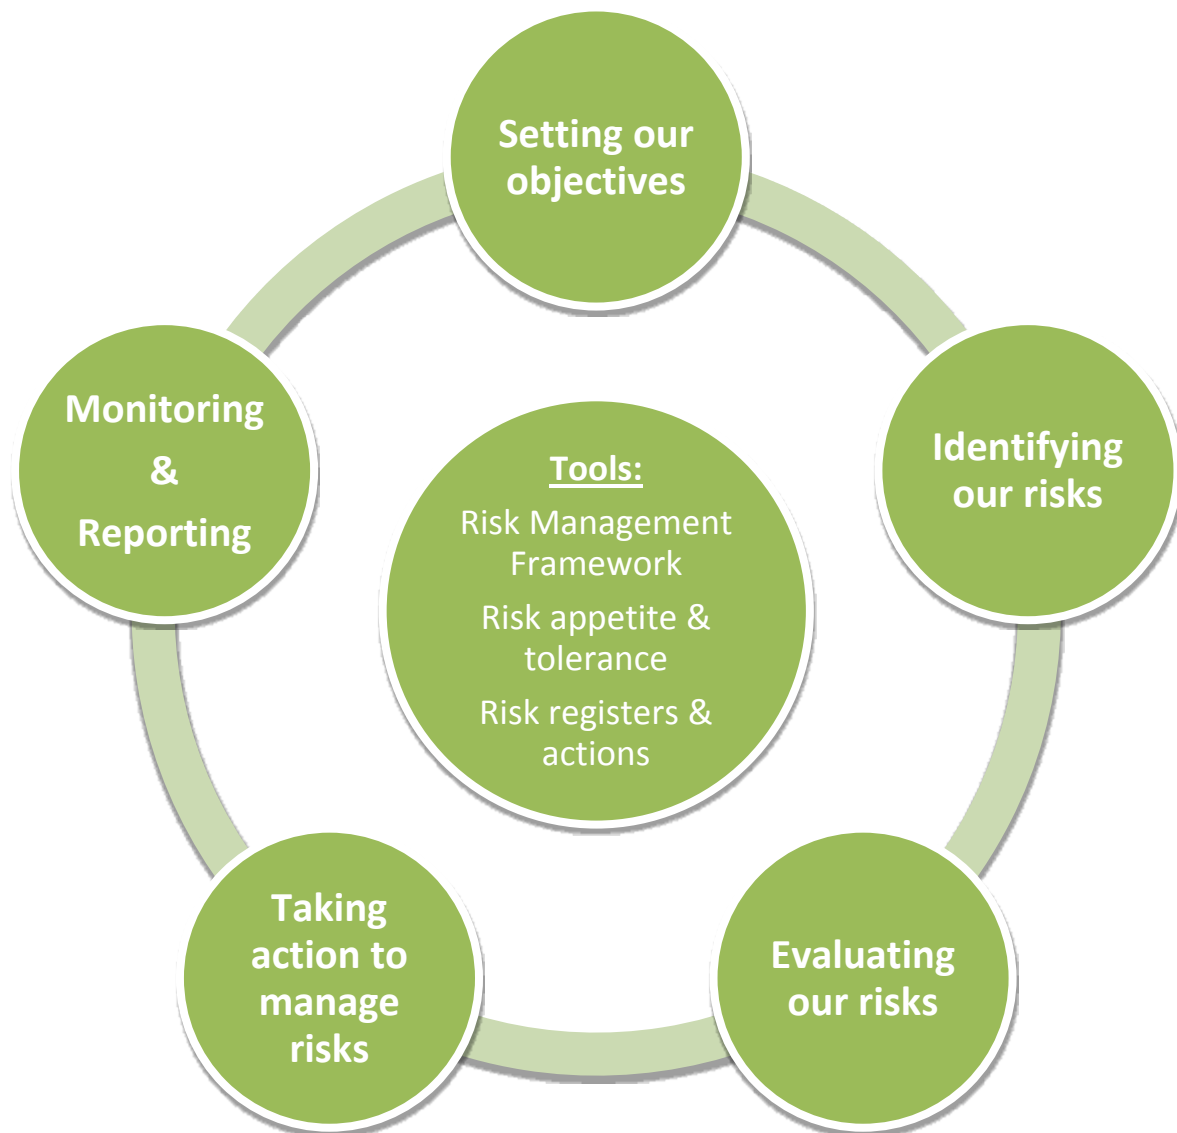 Setting our
objectives
Identifying
our risks
Evaluating
our risks
Taking
action to
manage
risks
Monitoring
&
Reporting
Tools:
Risk Management
Framework
Risk appetite &
tolerance
Risk registers &
actions